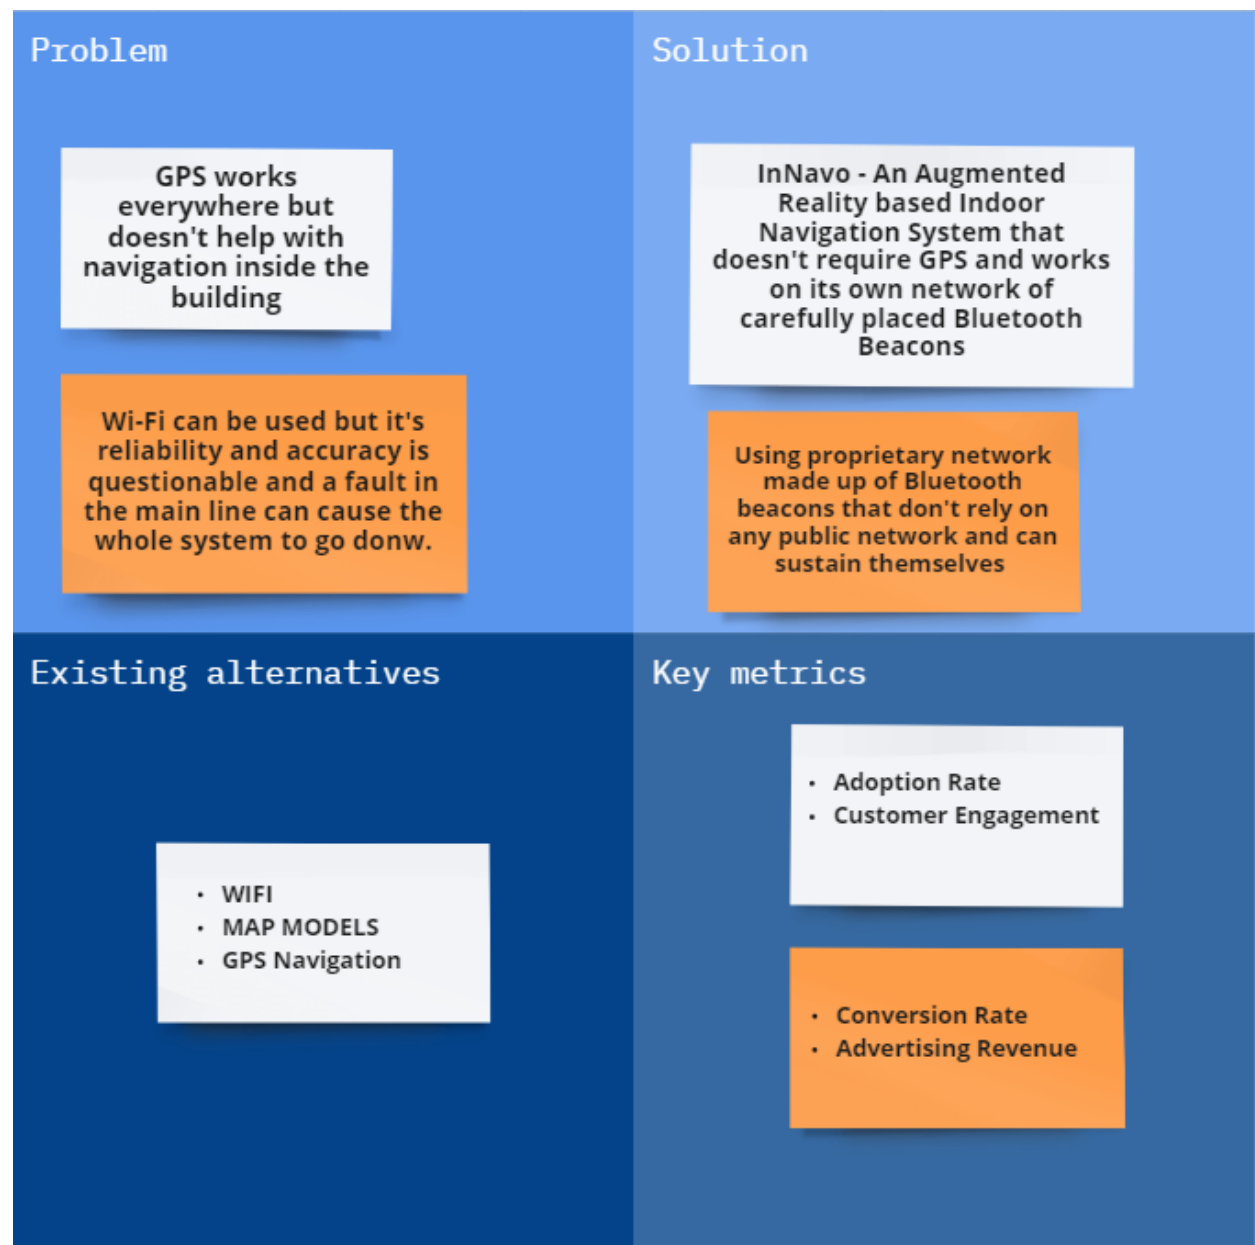 Problem
GPS works
everywhere but
doesn't help with
navigation inside the
building
Wi-Fi can be used but it's
reliability and accuracy is
questionable and a fault in
the main line can cause the
whole system to go donw.
Solution
InNavo - An Augmented
Reality based Indoor
Navigation System that
doesn't require GPS and works
on its own network of
carefully placed Bluetooth
Beacons
Using proprietary network
made up of Bluetooth
beacons that don't rely on
any public network and can
sustain themselves
Existing alternatives
• WIFI
• MAP MODELS
• GPS Navigation
Key metrics
• Adoption Rate
• Customer Engagement
• Conversion Rate
• Advertising Revenue